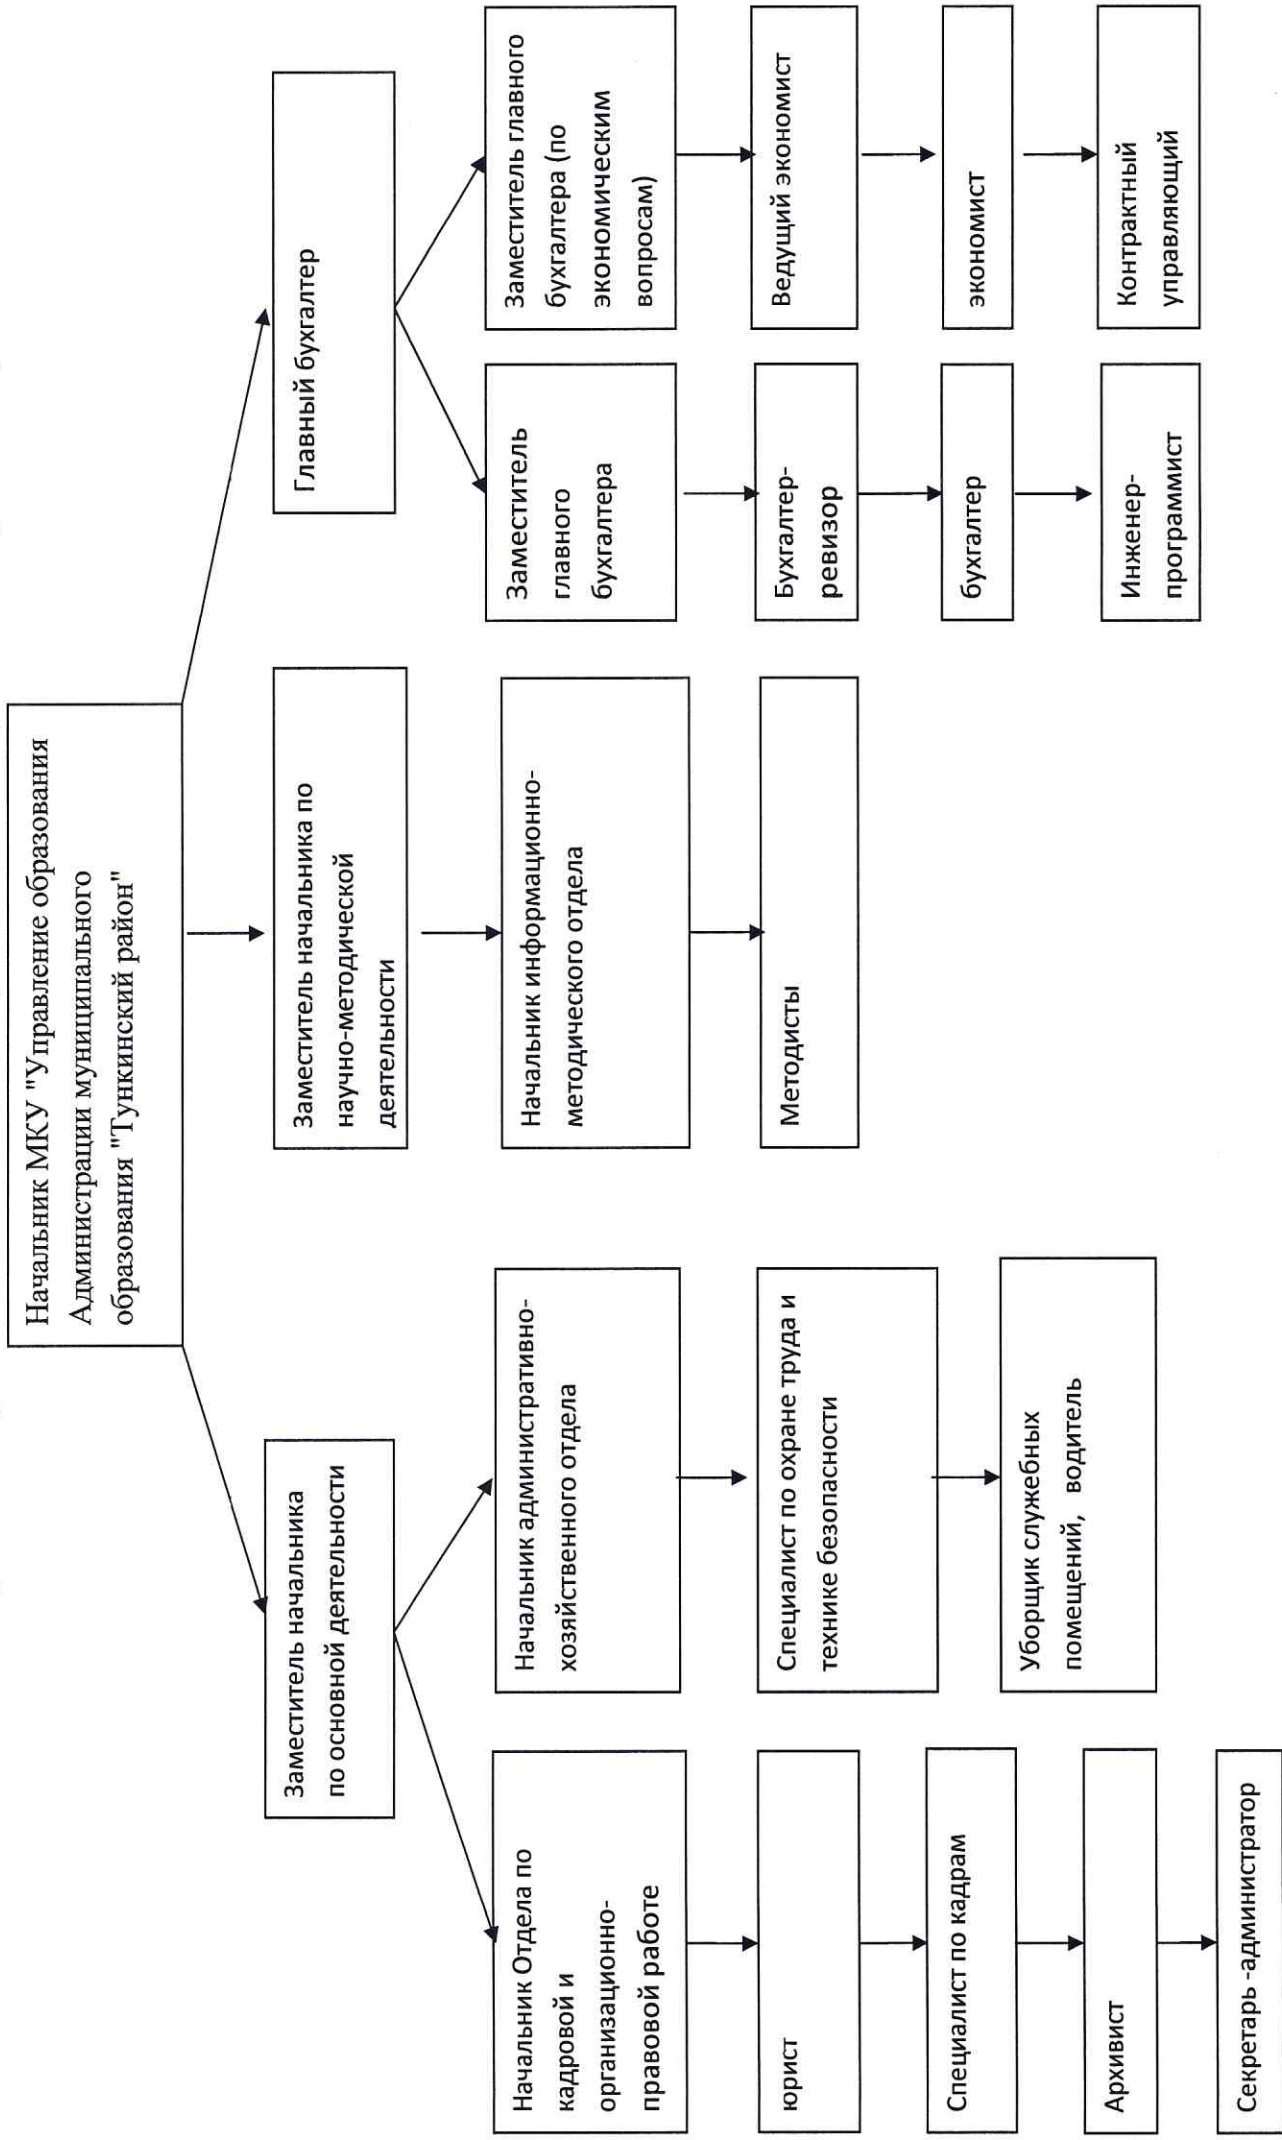 Начальник МКУ "Управление образования
Администрации муниципального
образования "Тункинский район"
Заместитель начальника
по основной деятельности
Заместитель начальника по
научно-методической
деятельности
Главный бухгалтер
Начальник Отдела по
кадровой и
организационно-
правовой работе
Начальник административно-
хозяйственного отдела
Начальник информационно-
методического отдела
Заместитель
главного
бухгалтера
Заместитель главного
бухгалтера (по
экономическим
вопросам)
юрист
Специалист по охране труда и
технике безопасности
Методисты
Бухгалтер-
ревизор
Ведущий экономист
Специалист по кадрам
Уборщик служебных
помещений, водитель
бухгалтер
экономист
Архивист
Инженер-
программист
Контрактный
управляющий
Секретарь -администратор